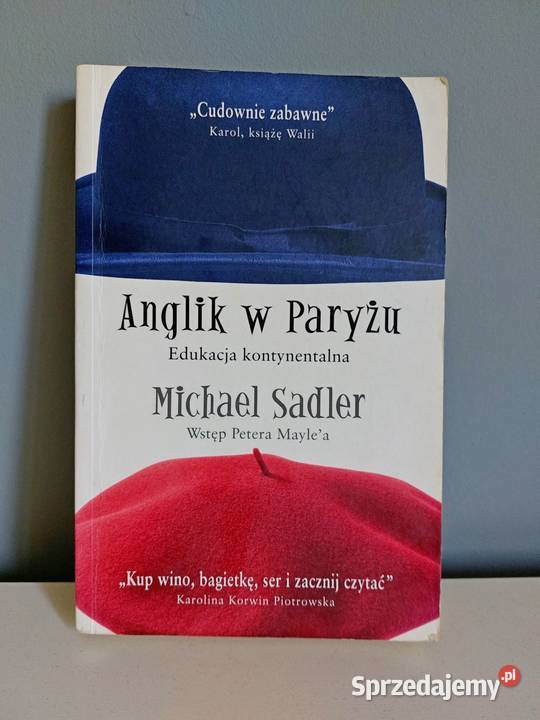 „Cudownie zabawne”
Karol, książę Walii
Anglik w Paryżu
Edukacja kontynentalna
Michael Sadler
Wstęp Petera Mayle’a
„Kup wino, bagietkę, ser i zacznij czytać”
Karolina Korwin Piotrowska
Sprzedajemy.pl